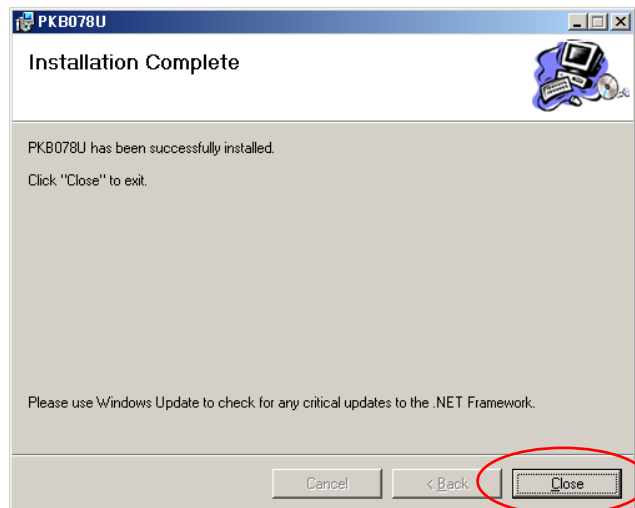 PKB078U
Installation Complete
PKB078U has been successfully installed.
Click "Close" to exit.
Please use Windows Update to check for any critical updates to the .NET Framework.
Cancel
< Back
Close